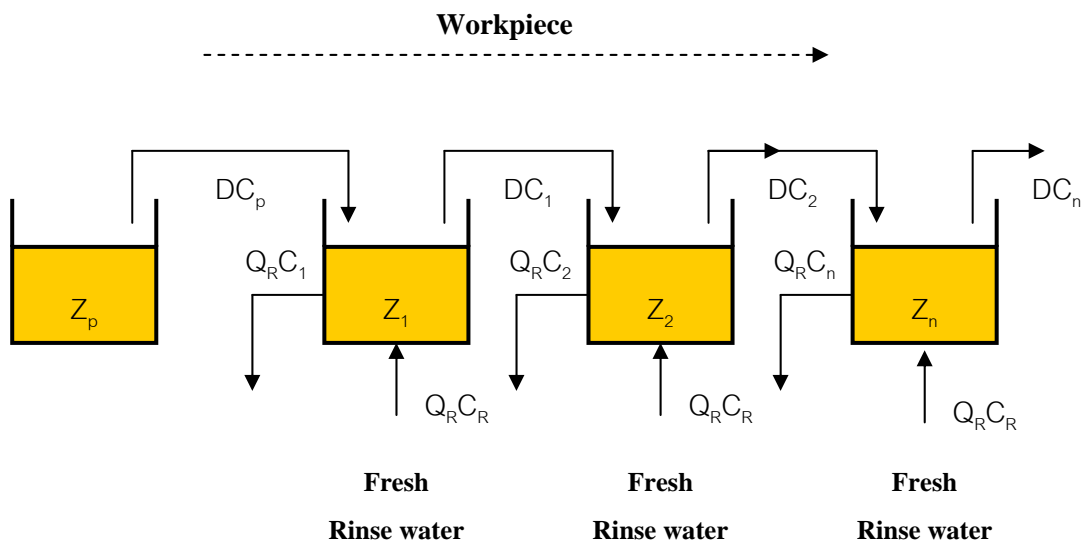 Workpiece
DCp
DC1
DC2
DCn
QRC1
QRC2
QRCn
Zp
Z1
Z2
Zn
QRCR
QRCR
QRCR
Fresh
Rinse water
Fresh
Rinse water
Fresh
Rinse water